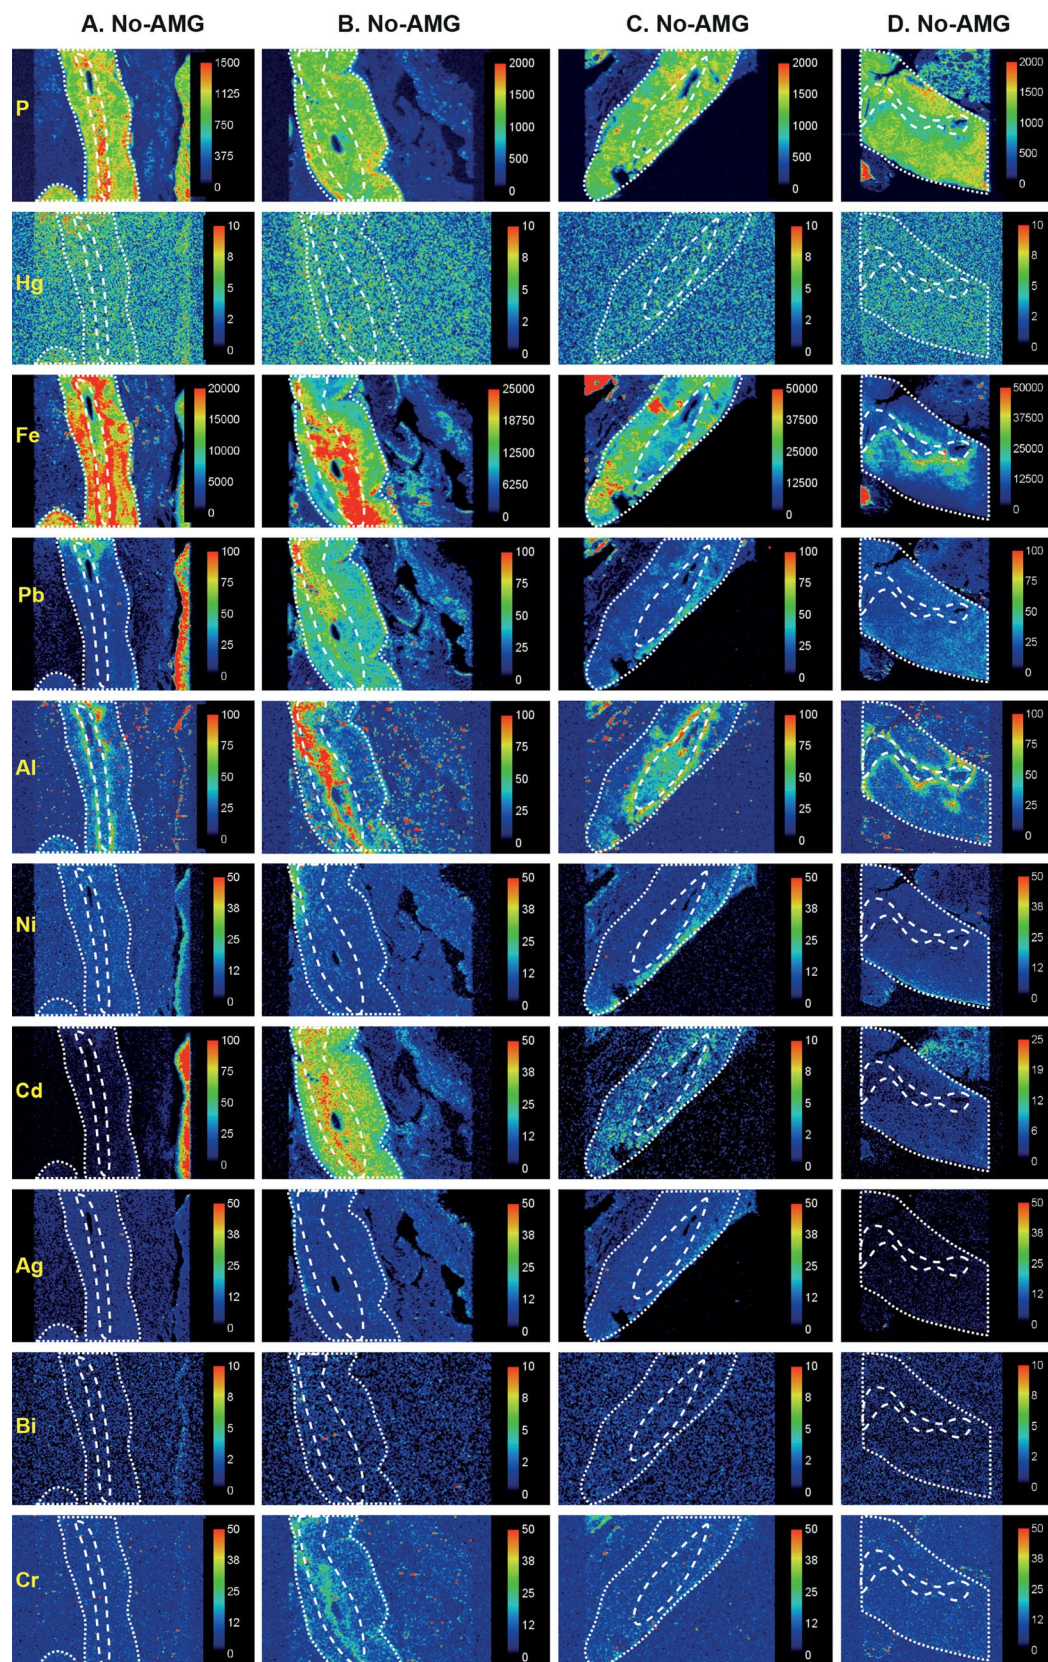 A. No-AMG B. No-AMG C. No-AMG D. No-AMG
P
1500 1125 750 375 0
2000 1500 1000 500 0
2000 1500 1000 500 0
2000 1500 1000 500 0
Hg
10 8 5 2 0
10 8 5 2 0
10 8 5 2 0
10 8 5 2 0
Fe
20000 15000 10000 5000 0
25000 18750 12500 6250 0
50000 37500 25000 12500 0
50000 37500 25000 12500 0
Pb
100 75 50 25 0
100 75 50 25 0
100 75 50 25 0
100 75 50 25 0
Al
100 75 50 25 0
100 75 50 25 0
100 75 50 25 0
100 75 50 25 0
Ni
50 38 25 12 0
50 38 25 12 0
50 38 25 12 0
50 38 25 12 0
Cd
100 75 50 25 0
50 38 25 12 0
10 8 5 2 0
25 19 12 6 0
Ag
50 38 25 12 0
50 38 25 12 0
50 38 25 12 0
50 38 25 12 0
Bi
10 8 5 2 0
10 8 5 2 0
10 8 5 2 0
10 8 5 2 0
Cr
50 38 25 12 0
50 38 25 12 0
50 38 25 12 0
50 38 25 12 0